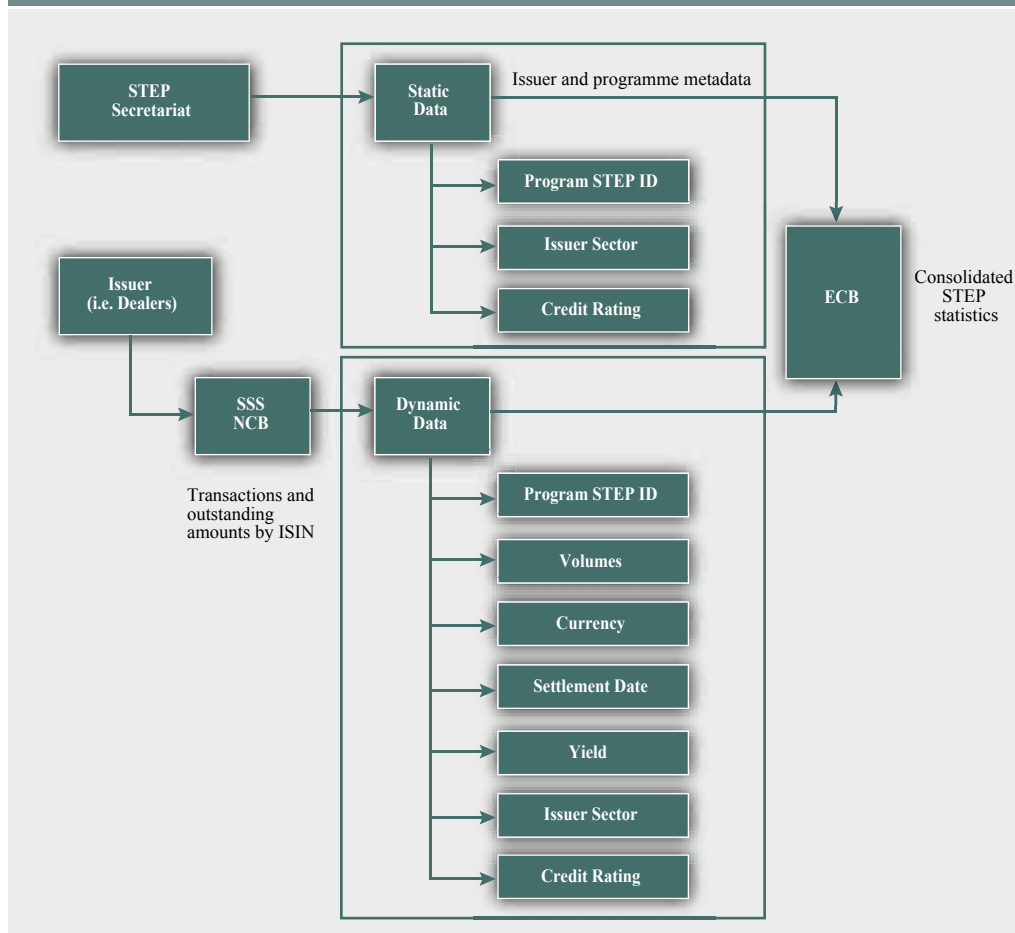 STEP
Secretariat
Static
Data
Issuer and programme metadata
Program STEP ID
Issuer Sector
Credit Rating
Issuer
(i.e. Dealers)
ECB
Consolidated
STEP
statistics
SSS
NCB
Transactions and
outstanding
amounts by ISIN
Dynamic
Data
Program STEP ID
Volumes
Currency
Settlement Date
Yield
Issuer Sector
Credit Rating